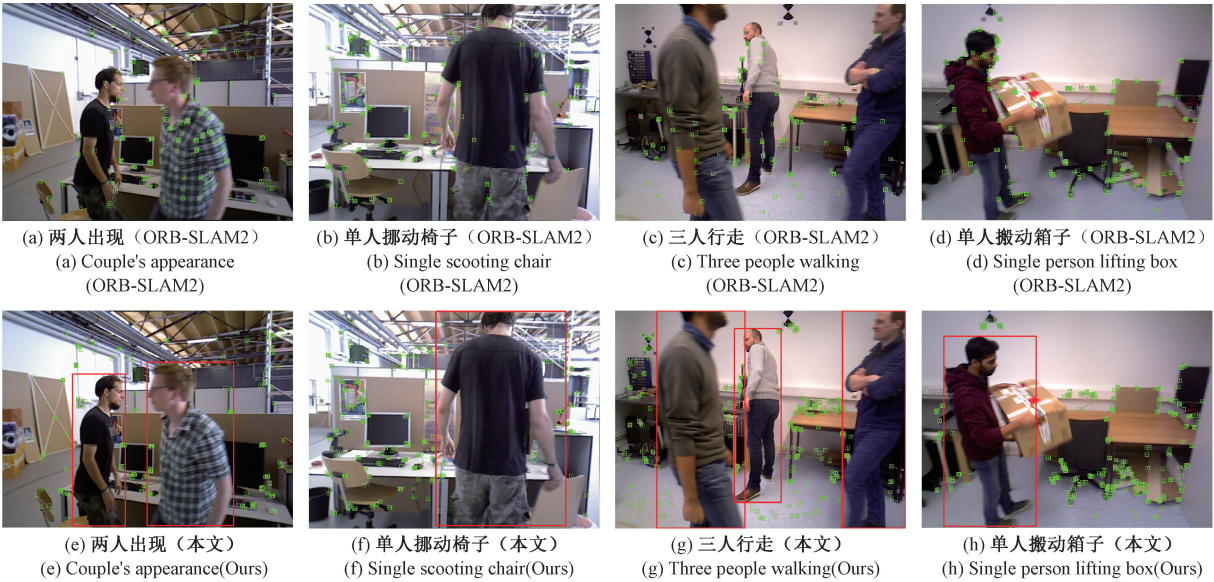 (a) 两人出现（ORB-SLAM2）
(a) Couple's appearance
(ORB-SLAM2)
(b) 单人挪动椅子（ORB-SLAM2）
(b) Single scooting chair
(ORB-SLAM2)
(c) 三人行走（ORB-SLAM2）
(c) Three people walking
(ORB-SLAM2)
(d) 单人搬动箱子（ORB-SLAM2）
(d) Single person lifting box
(ORB-SLAM2)
(e) 两人出现（本文）
(e) Couple's appearance(Ours)
(f) 单人挪动椅子（本文）
(f) Single scooting chair(Ours)
(g) 三人行走（本文）
(g) Three people walking(Ours)
(h) 单人搬动箱子（本文）
(h) Single person lifting box(Ours)